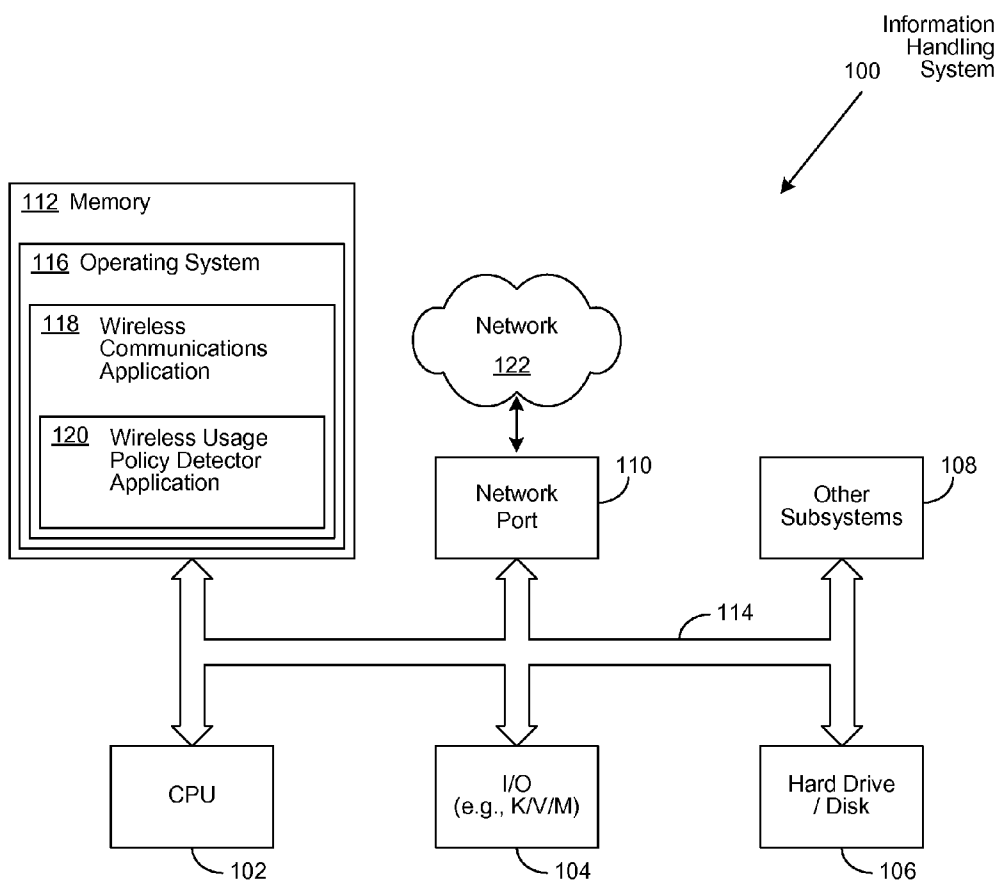 Information
Handling
System
100
112 Memory
116 Operating System
118 Wireless
Communications
Application
120 Wireless Usage
Policy Detector
Application
Network
122
Network
Port
110
Other
Subsystems
108
114
CPU
102
I/O
(e.g., K/V/M)
104
Hard Drive
/ Disk
106